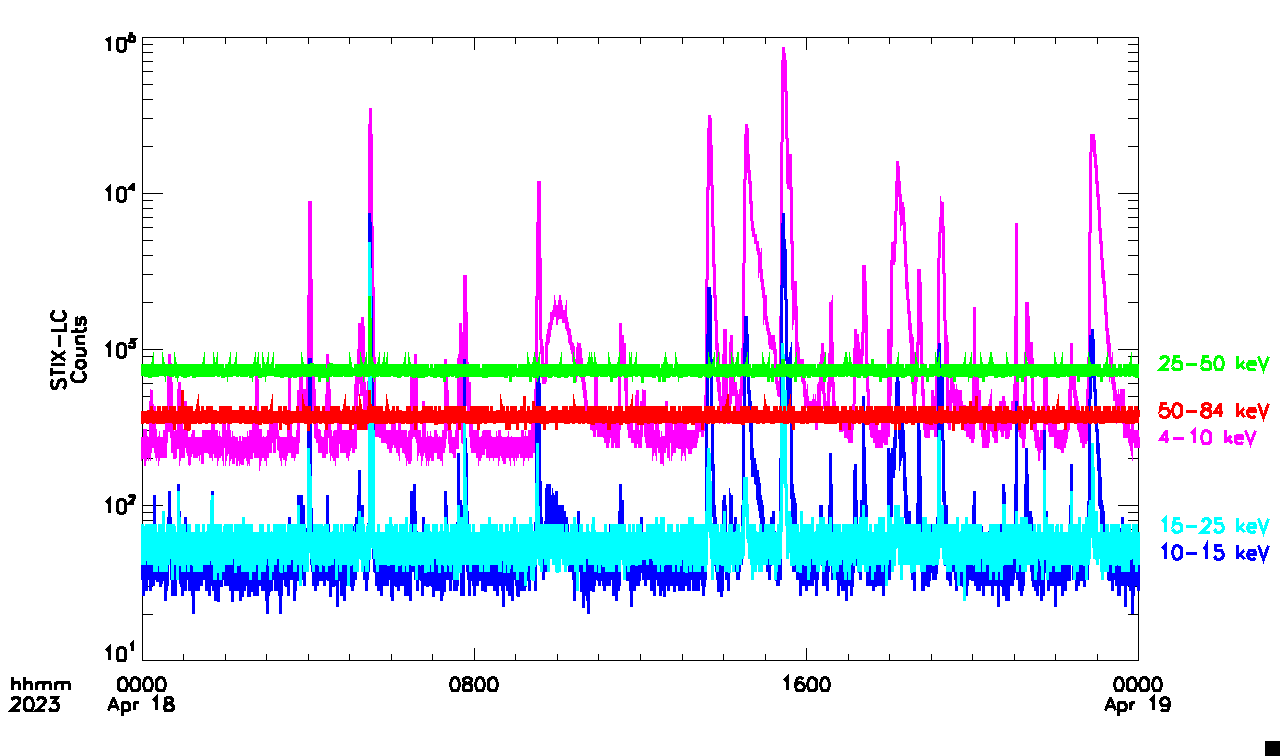 10⁵
10⁴
10³
10²
10¹
STIX-LC
Counts
25-50 keV
50-84 keV
4-10 keV
15-25 keV
10-15 keV
hhmm 0000 0800 1600 0000
2023 Apr 18 Apr 19